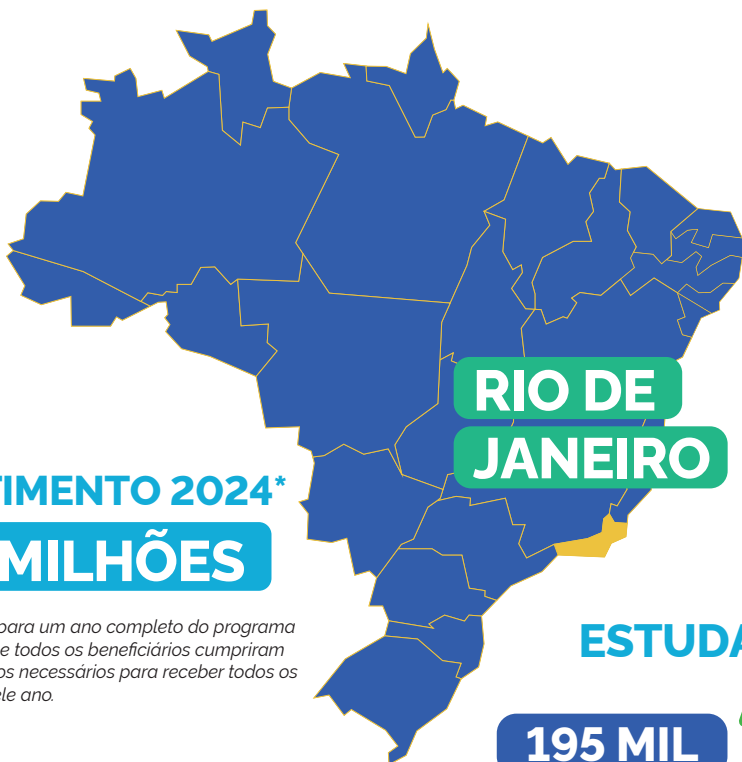 RIO DE
JANEIRO
TIMENTO 2024*
MILHÕES
para um ano completo do programa
e todos os beneficiários cumpriram
os necessários para receber todos os
ele ano.
ESTUDA
195 MIL